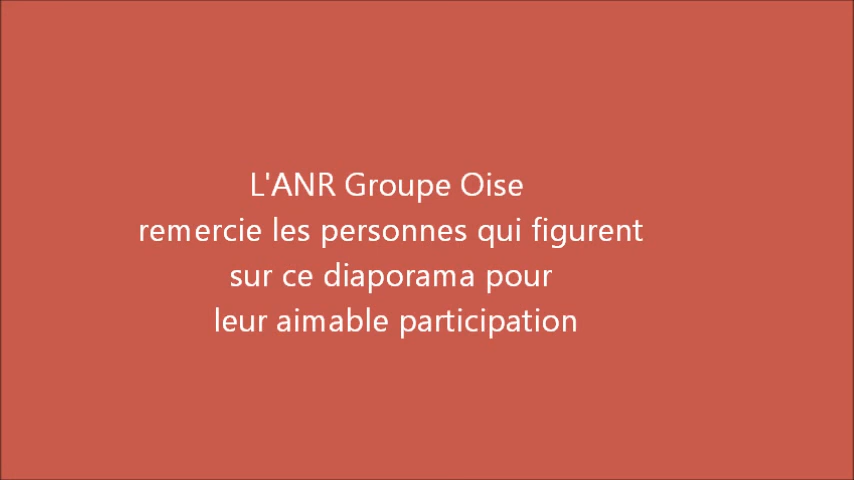 L'ANR Groupe Oise
remercie les personnes qui figurent
sur ce diaporama pour
leur aimable participation